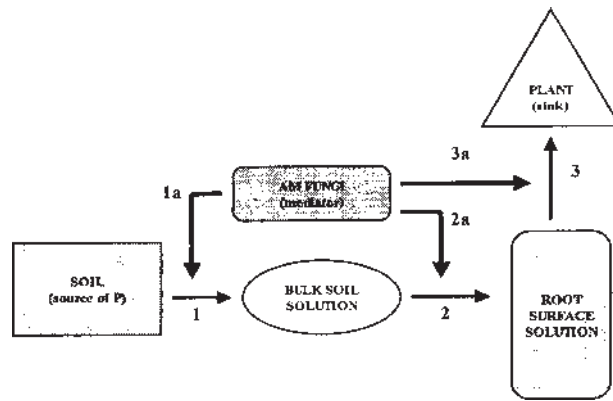 PLANT
(sink)
3a
3
1a
AM FUNGI
(mediator)
2a
SOIL
(source of P)
1
BULK SOIL
SOLUTION
2
ROOT
SURFACE
SOLUTION